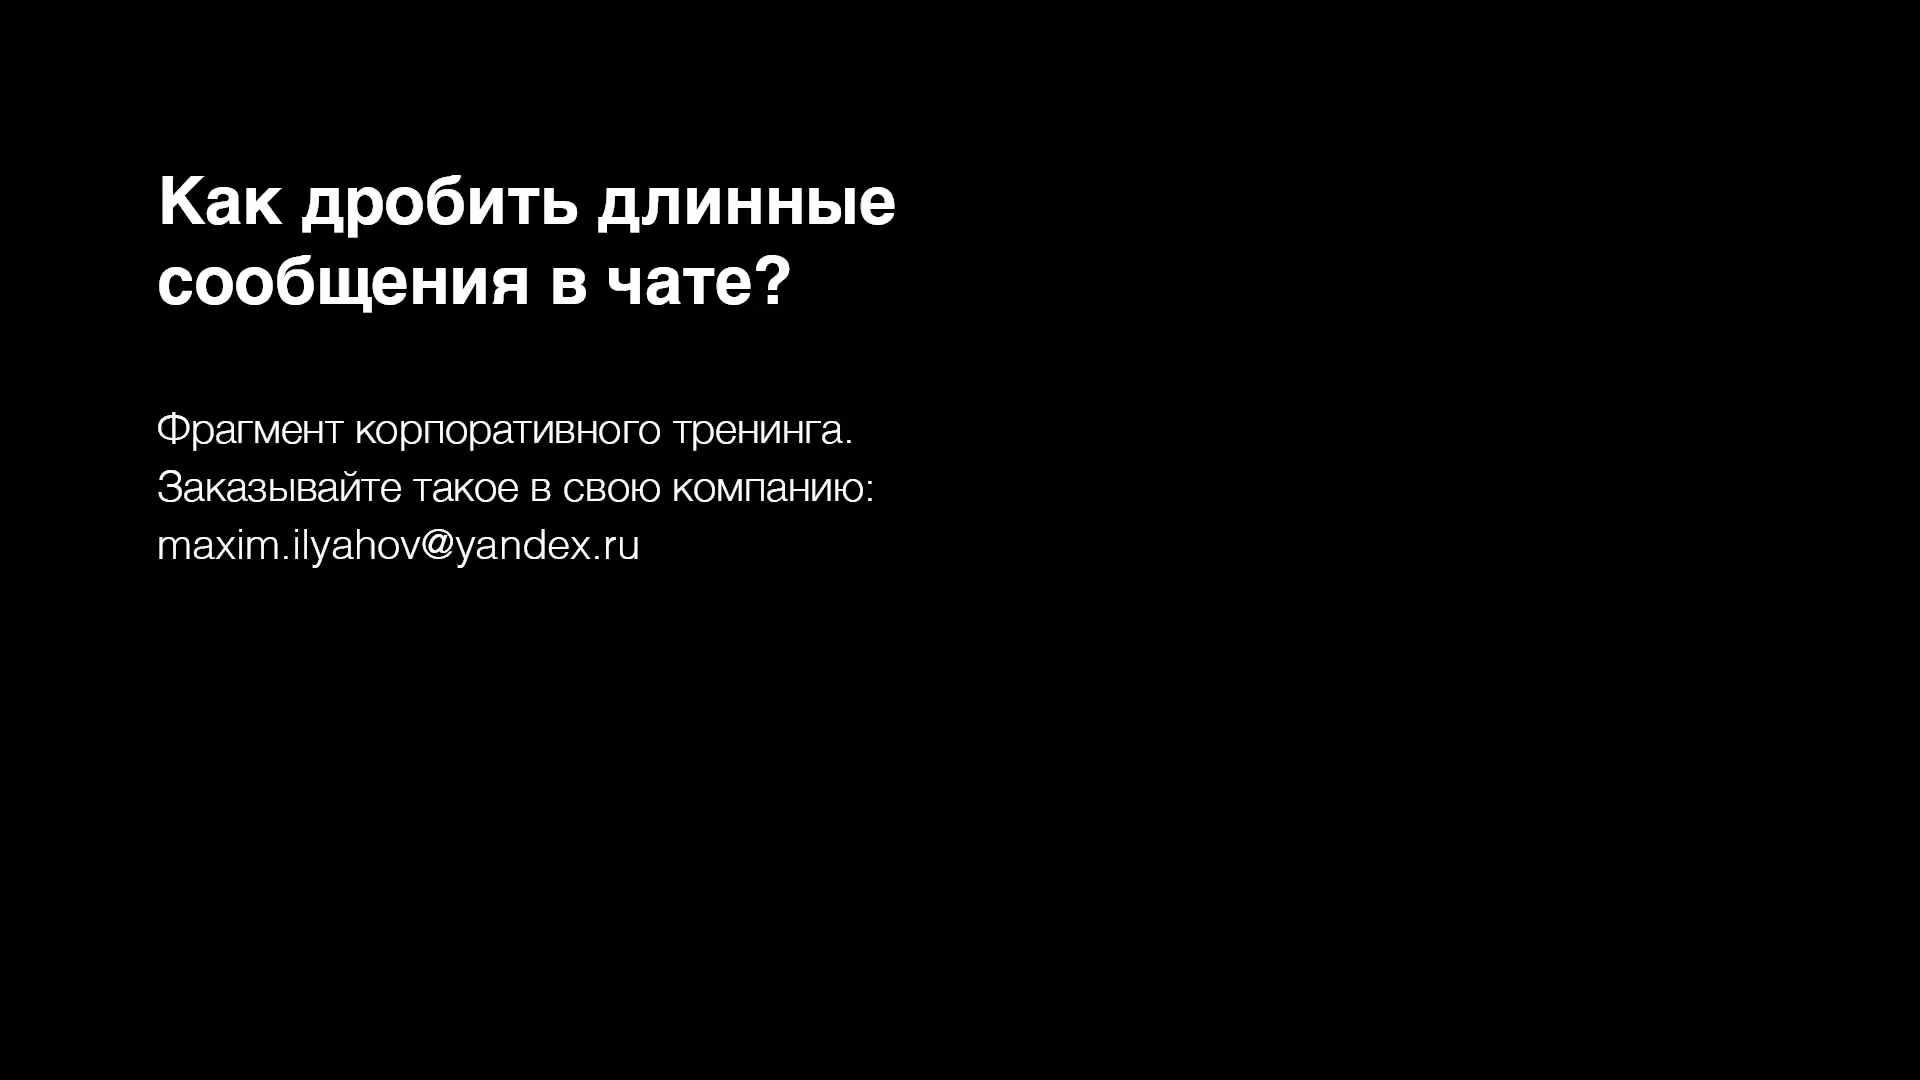 Как дробить длинные
сообщения в чате?
Фрагмент корпоративного тренинга.
Заказывайте такое в свою компанию:
maxim.ilyahov@yandex.ru